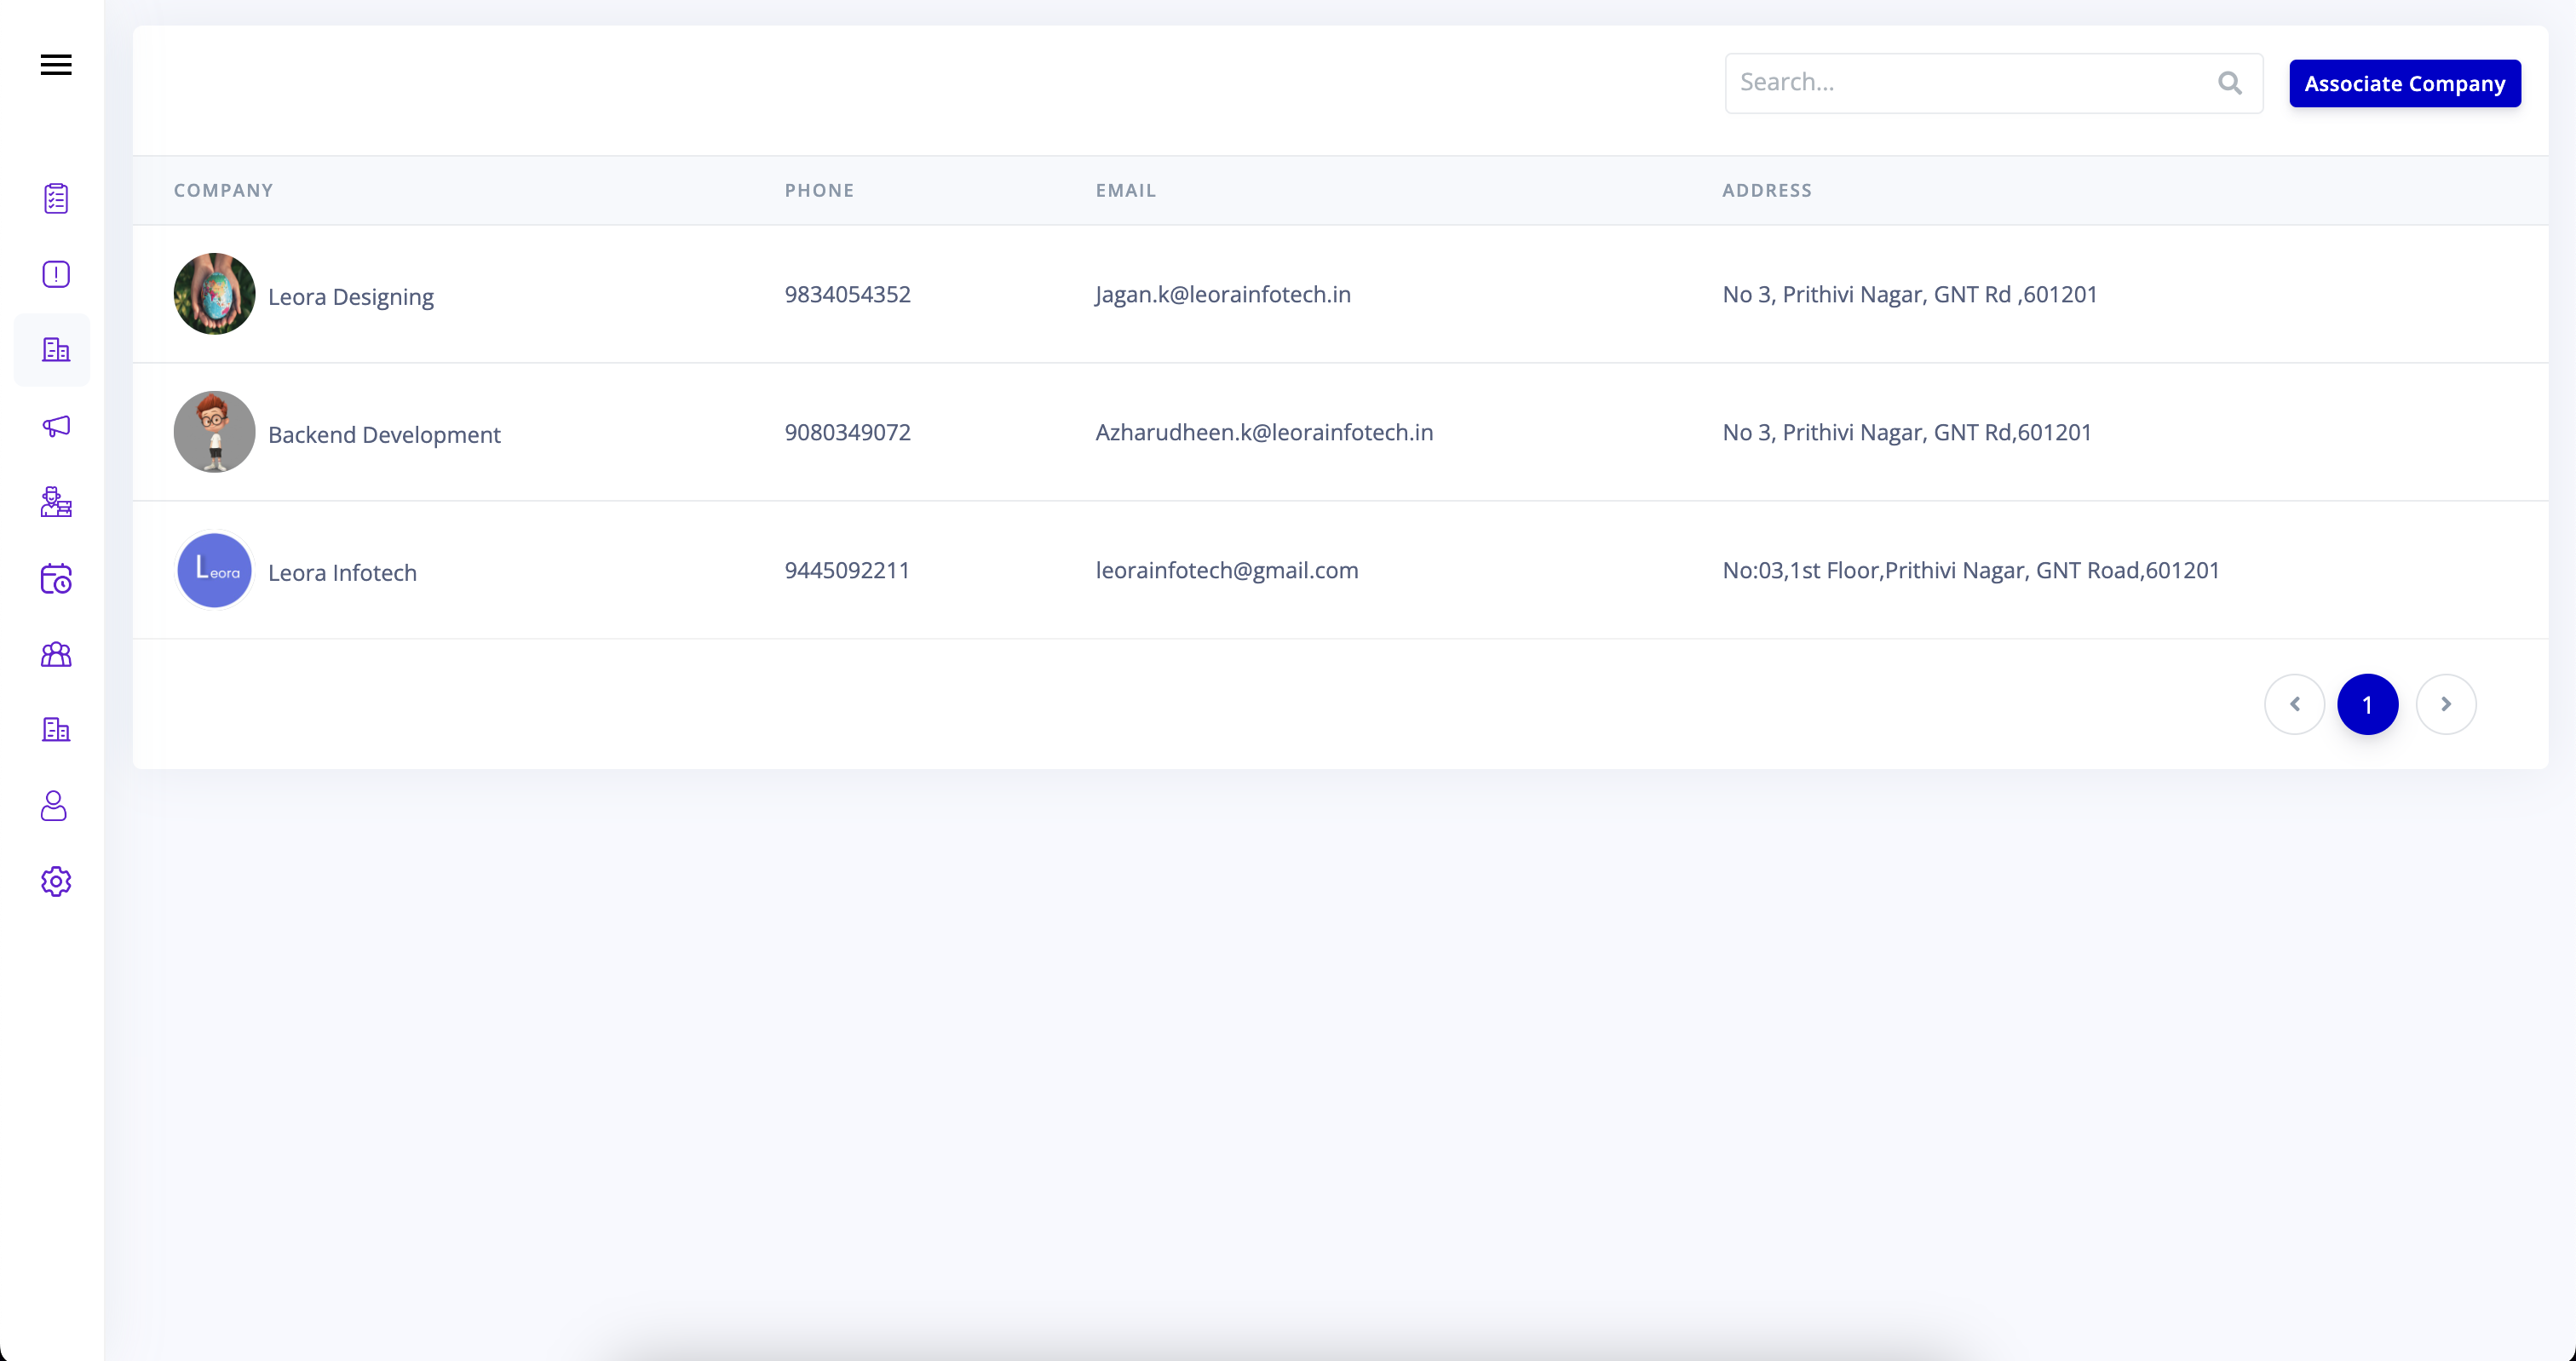 Search...
Associate Company
COMPANY PHONE EMAIL ADDRESS
Leora Designing 9834054352 Jagan.k@leorainfotech.in No 3, Prithivi Nagar, GNT Rd ,601201
Backend Development 9080349072 Azharudheen.k@leorainfotech.in No 3, Prithivi Nagar, GNT Rd,601201
Leora Leora Infotech 9445092211 leorainfotech@gmail.com No:03,1st Floor,Prithivi Nagar, GNT Road,601201
1